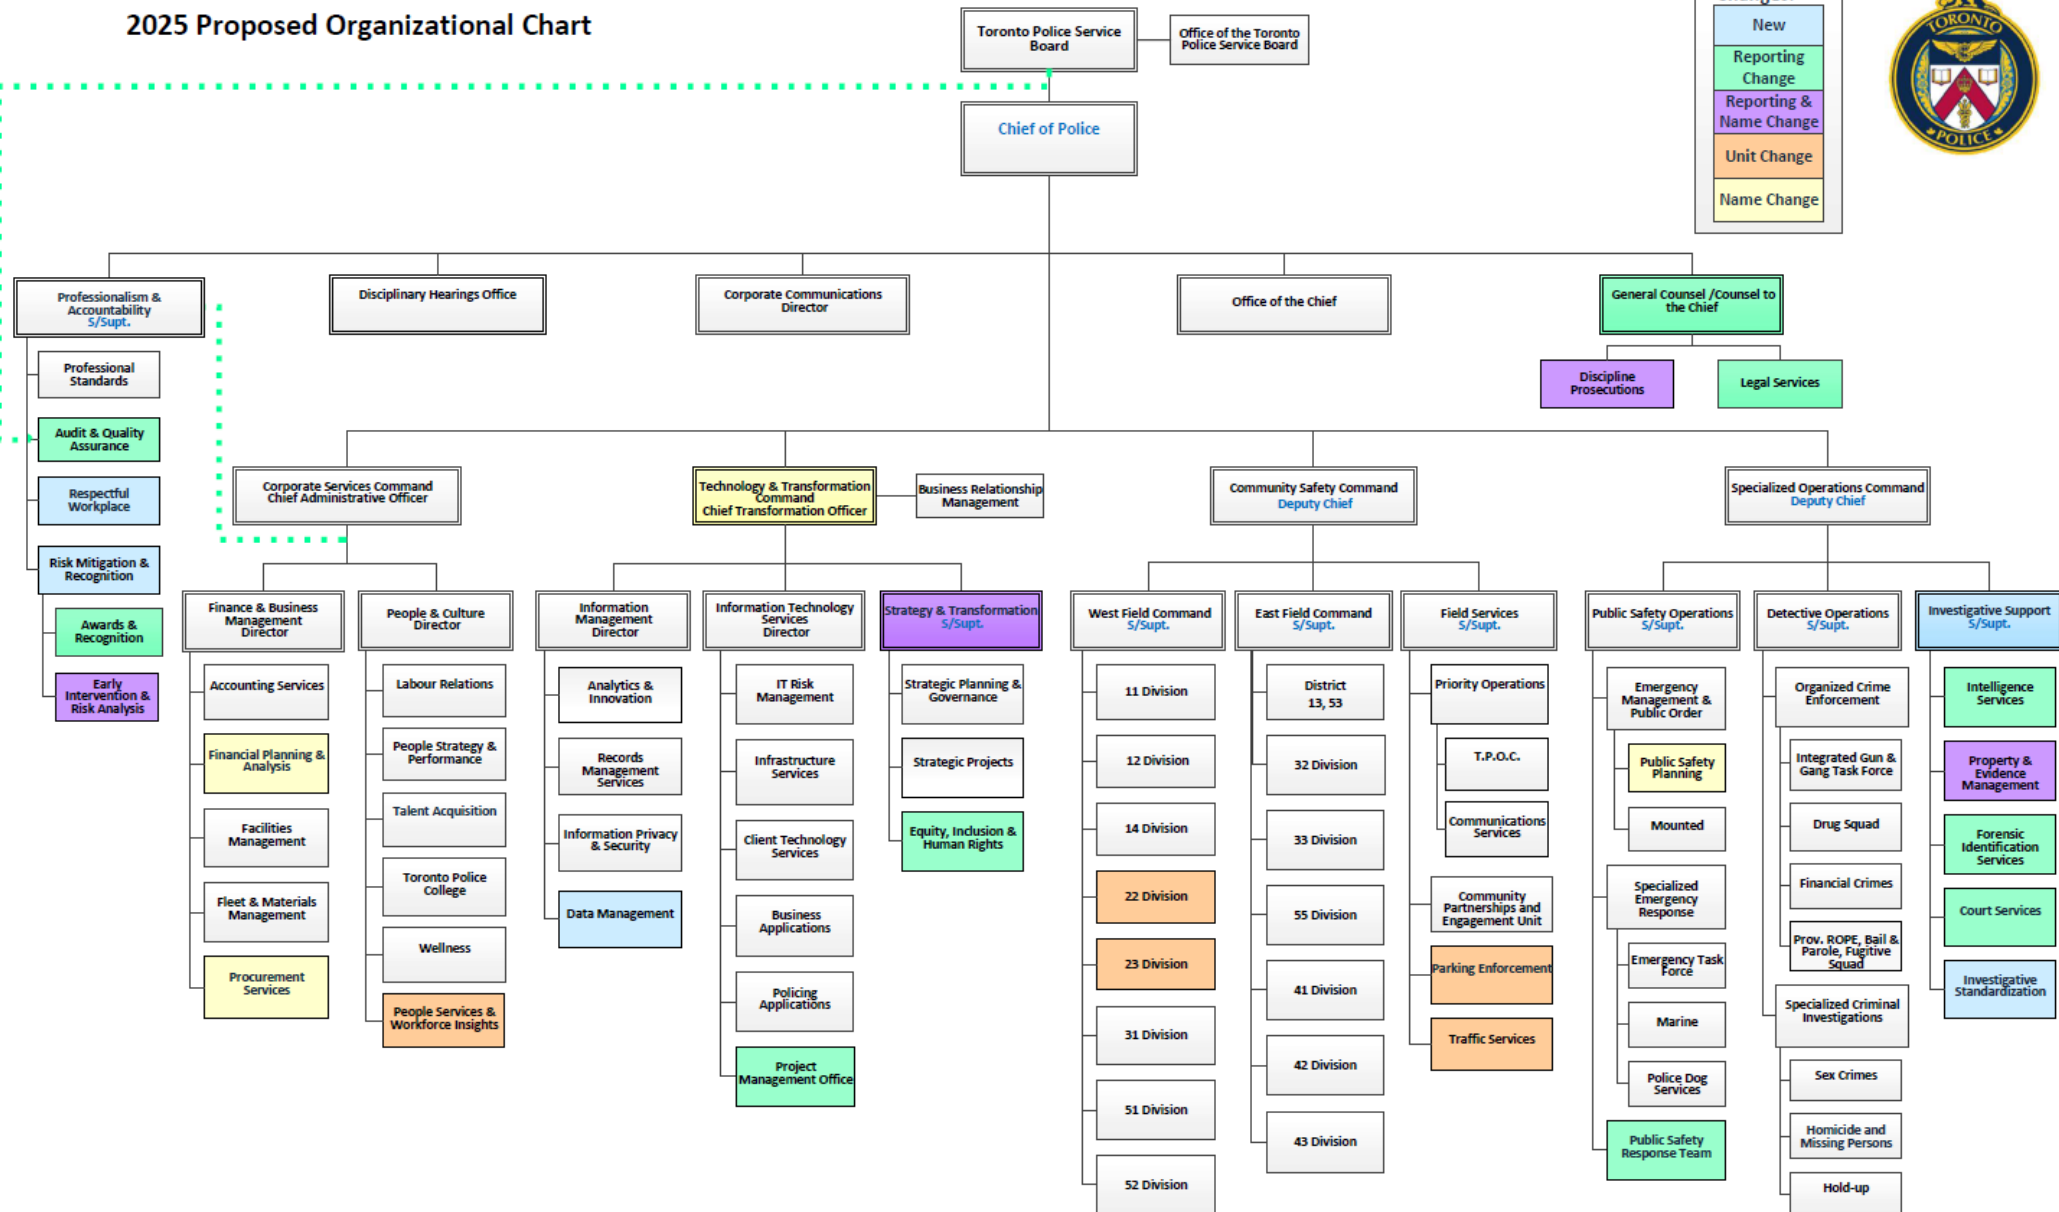 2025 Proposed Organizational Chart
Toronto Police Service
Board
Office of the Toronto
Police Service Board
Chief of Police
New
Reporting
Change
Reporting &
Name Change
Unit Change
Name Change
TORONTO
POLICE
Professionalism &
Accountability
S/Supt.
Disciplinary Hearings Office
Corporate Communications
Director
Office of the Chief
General Counsel /Counsel to
the Chief
Discipline
Prosecutions
Legal Services
Professional
Standards
Audit & Quality
Assurance
Respectful
Workplace
Risk Mitigation &
Recognition
Awards &
Recognition
Early
Intervention &
Risk Analysis
Corporate Services Command
Chief Administrative Officer
Technology & Transformation
Command
Chief Transformation Officer
Business Relationship
Management
Community Safety Command
Deputy Chief
Specialized Operations Command
Deputy Chief
Finance & Business
Management
Director
Accounting Services
Financial Planning &
Analysis
Facilities
Management
Fleet & Materials
Management
Procurement
Services
People & Culture
Director
Labour Relations
People Strategy &
Performance
Talent Acquisition
Toronto Police
College
Wellness
People Services &
Workforce Insights
Information
Management
Director
Analytics &
Innovation
Records
Management
Services
Information Privacy
& Security
Data Management
Information Technology
Services
Director
IT Risk
Management
Infrastructure
Services
Client Technology
Services
Business
Applications
Policing
Applications
Project
Management Office
Strategy & Transformation
S/Supt.
Strategic Planning &
Governance
Strategic Projects
Equity, Inclusion &
Human Rights
West Field Command
S/Supt.
11 Division
12 Division
14 Division
22 Division
23 Division
31 Division
51 Division
52 Division
East Field Command
S/Supt.
District
13, 53
32 Division
33 Division
55 Division
41 Division
42 Division
43 Division
Field Services
S/Supt.
Priority Operations
T.P.O.C.
Communications
Services
Community
Partnerships and
Engagement Unit
Parking Enforcement
Traffic Services
Public Safety Operations
S/Supt.
Emergency
Management &
Public Order
Public Safety
Planning
Mounted
Specialized
Emergency
Response
Emergency Task
Force
Marine
Police Dog
Services
Public Safety
Response Team
Detective Operations
S/Supt.
Organized Crime
Enforcement
Integrated Gun &
Gang Task Force
Drug Squad
Financial Crimes
Prov. ROPE, Bail &
Parole, Fugitive
Squad
Specialized Criminal
Investigations
Sex Crimes
Homicide and
Missing Persons
Hold-up
Investigative Support
S/Supt.
Intelligence
Services
Property &
Evidence
Management
Forensic
Identification
Services
Court Services
Investigative
Standardization